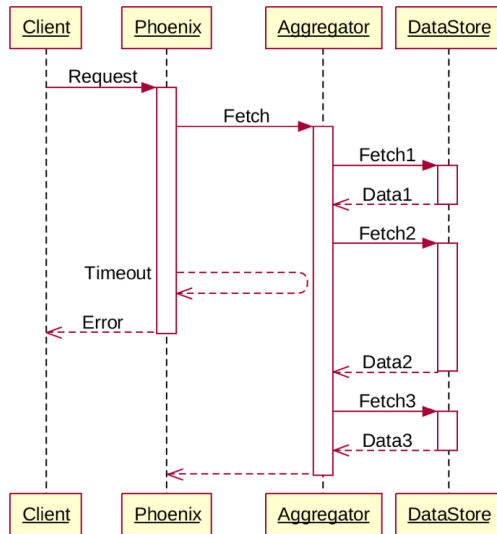 Client Phoenix Aggregator DataStore
Request
Fetch
Fetch1
Data1
Fetch2
Timeout
Error
Data2
Fetch3
Data3
Client Phoenix Aggregator DataStore